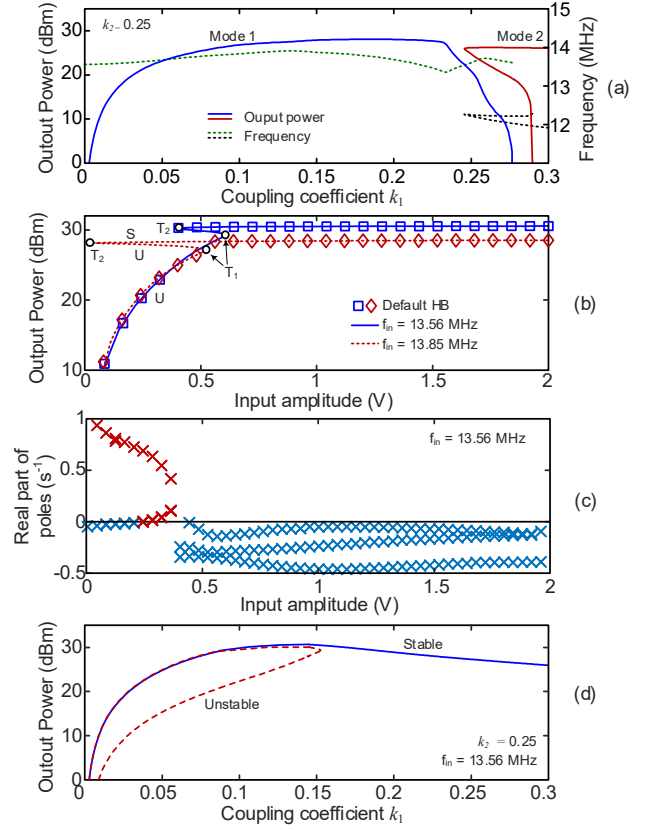 30
20
10
0
Outout Power (dBm)
k2– 0.25
Mode 1
Mode 2
Ouput power
Frequency
15
14
13
12
Frequency (MHz)
(a)
0 0.05 0.1 0.15 0.2 0.25 0.3
Coupling coefficient k1
30
20
10
Output Power (dBm)
T2
S
T2
U
T1
U
Default HB
fin = 13.56 MHz
fin = 13.85 MHz
(b)
0 0.5 1 1.5 2
Input amplitude (V)
1
0.5
0
-0.5
Real part of
poles (s-1)
fin = 13.56 MHz
(c)
0 0.5 1 1.5 2
Input amplitude (V)
30
20
10
0
Outout Power (dBm)
Stable
Unstable
k2 = 0.25
fin = 13.56 MHz
(d)
0 0.05 0.1 0.15 0.2 0.25 0.3
Coupling coefficient k1